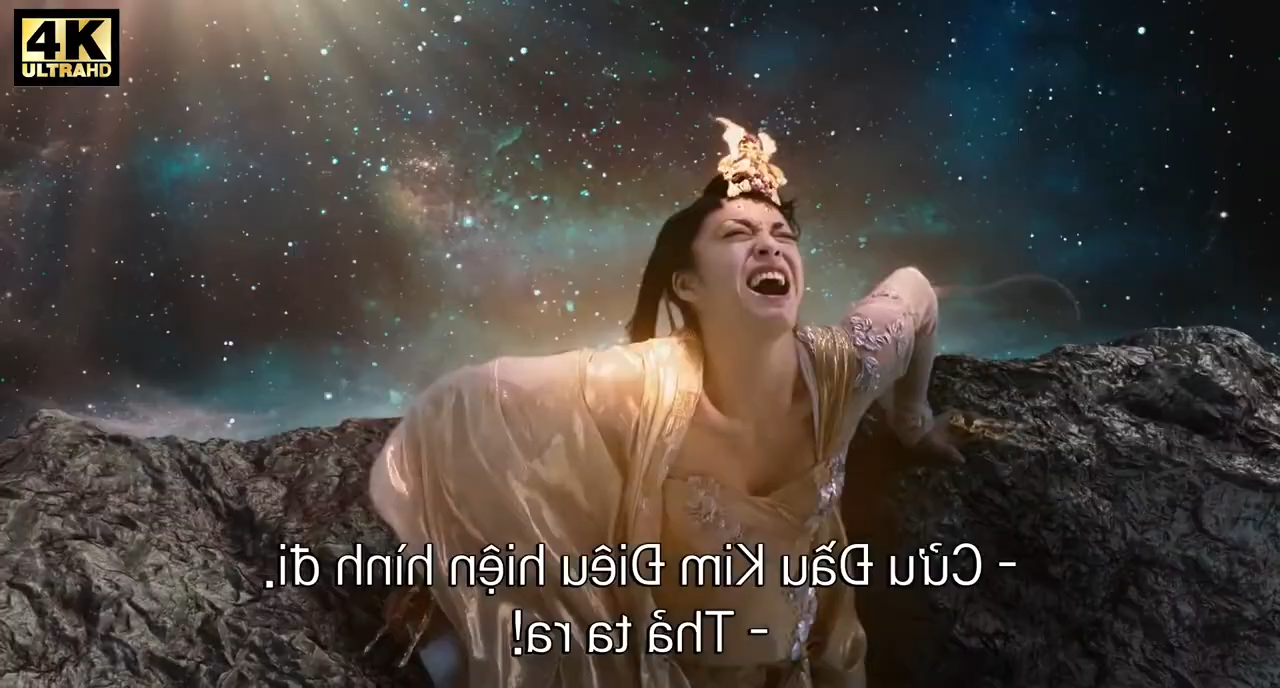 4K
ULTRAHD
- Cửu Đầu Kim Điêu hiện hình đi.
- Thả ta ra!